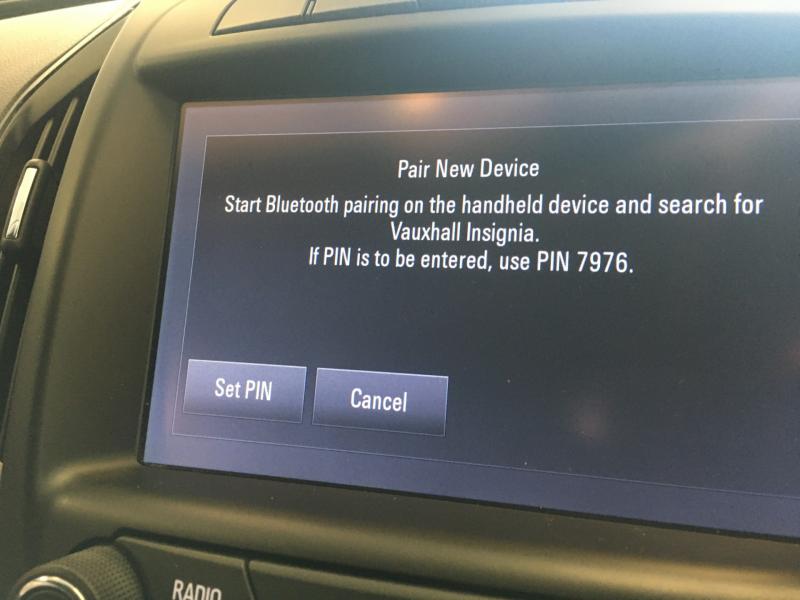 Pair New Device
Start Bluetooth pairing on the handheld device and search for
Vauxhall Insignia.
If PIN is to be entered, use PIN 7976.
Set PIN
Cancel
RADIO